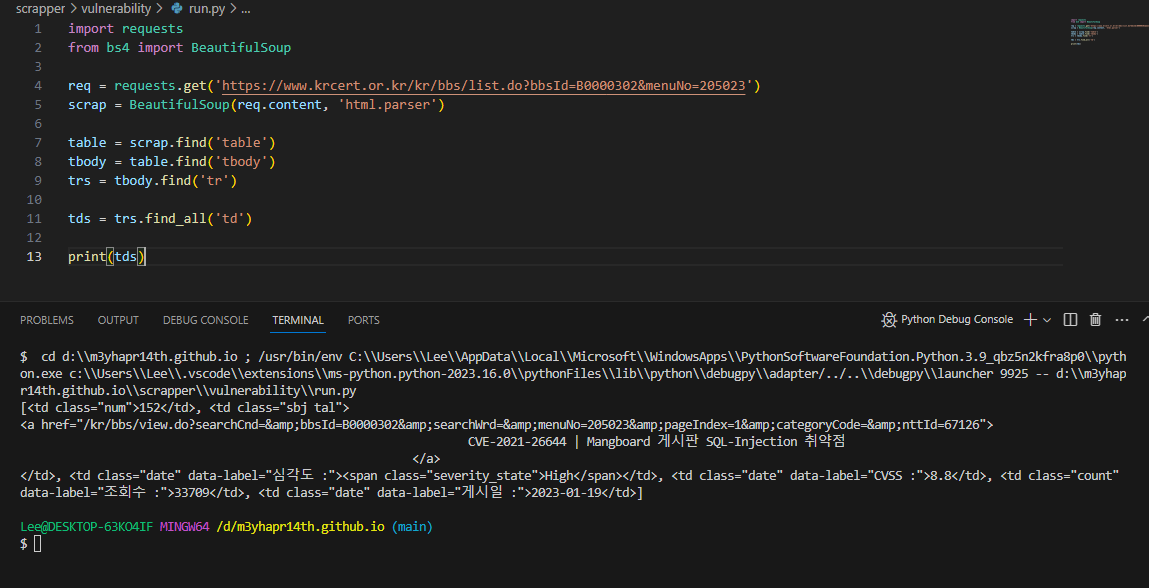 scrapper > vulnerability > run.py > ...
1 import requests
2 from bs4 import BeautifulSoup
3
4 req = requests.get('https://www.krcert.or.kr/kr/bbs/list.do?bbsId=B0000302&menuNo=205023')
5 scrap = BeautifulSoup(req.content, 'html.parser')
6
7 table = scrap.find('table')
8 tbody = table.find('tbody')
9 trs = tbody.find('tr')
10
11 tds = trs.find_all('td')
12
13 print(tds)
PROBLEMS OUTPUT DEBUG CONSOLE TERMINAL PORTS Python Debug Console
$ cd d:\\m3yhapr14th.github.io ; /usr/bin/env C:\\Users\\Lee\\AppData\\Local\\Microsoft\\WindowsApps\\PythonSoftwareFoundation.Python.3.9_qbz5n2kfra8p0\\pyth
on.exe c:\\Users\\Lee\\.vscode\\extensions\\ms-python.python-2023.16.0\\pythonFiles\\lib\\python\\debugpy\\adapter/../..\\debugpy\\launcher 9925 -- d:\\m3yhap
r14th.github.io\\scrapper\\vulnerability\\run.py
[<td class="num">152</td>, <td class="sbj tal">
<a href="/kr/bbs/view.do?searchCnd=&amp;bbsId=B0000302&amp;searchWrd=&amp;menuNo=205023&amp;pageIndex=1&amp;categoryCode=&amp;nttId=67126">
CVE-2021-26644 | Mangboard 게시판 SQL-Injection 취약점
</a>
</td>, <td class="date" data-label="심각도 :"><span class="severity_state">High</span></td>, <td class="date" data-label="CVSS :">8.8</td>, <td class="count"
data-label="조회수 :">33709</td>, <td class="date" data-label="게시일 :">2023-01-19</td>]
Lee@DESKTOP-63KO4IF MINGW64 /d/m3yhapr14th.github.io (main)
$